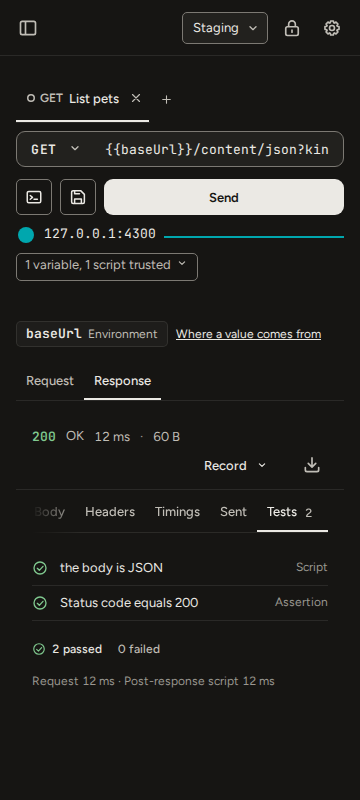 Staging
GET List pets
GET {{baseUrl}}/content/json?kin
Send
127.0.0.1:4300
1 variable, 1 script trusted
baseUrl Environment Where a value comes from
Request Response
200 OK 12 ms · 60 B
Record
Body Headers Timings Sent Tests 2
the body is JSON Script
Status code equals 200 Assertion
2 passed 0 failed
Request 12 ms · Post-response script 12 ms